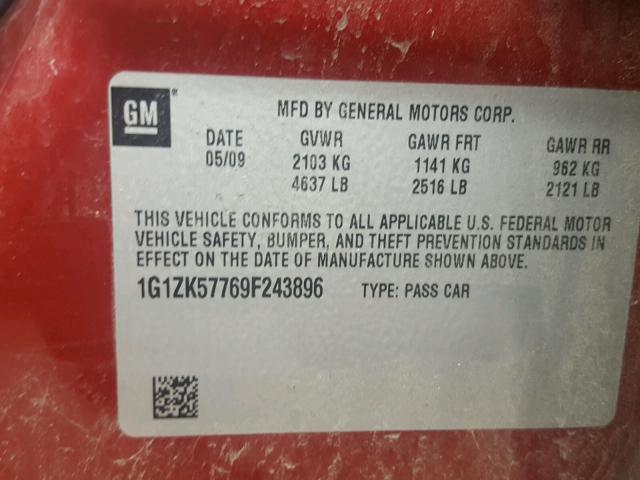 GM®
MFD BY GENERAL MOTORS CORP.
DATE GVWR GAWR FRT GAWR RR
05/09 2103 KG 1141 KG 962 KG
4637 LB 2516 LB 2121 LB
THIS VEHICLE CONFORMS TO ALL APPLICABLE U.S. FEDERAL MOTOR
VEHICLE SAFETY, BUMPER, AND THEFT PREVENTION STANDARDS IN
EFFECT ON THE DATE OF MANUFACTURE SHOWN ABOVE.
1G1ZK57769F243896 TYPE: PASS CAR